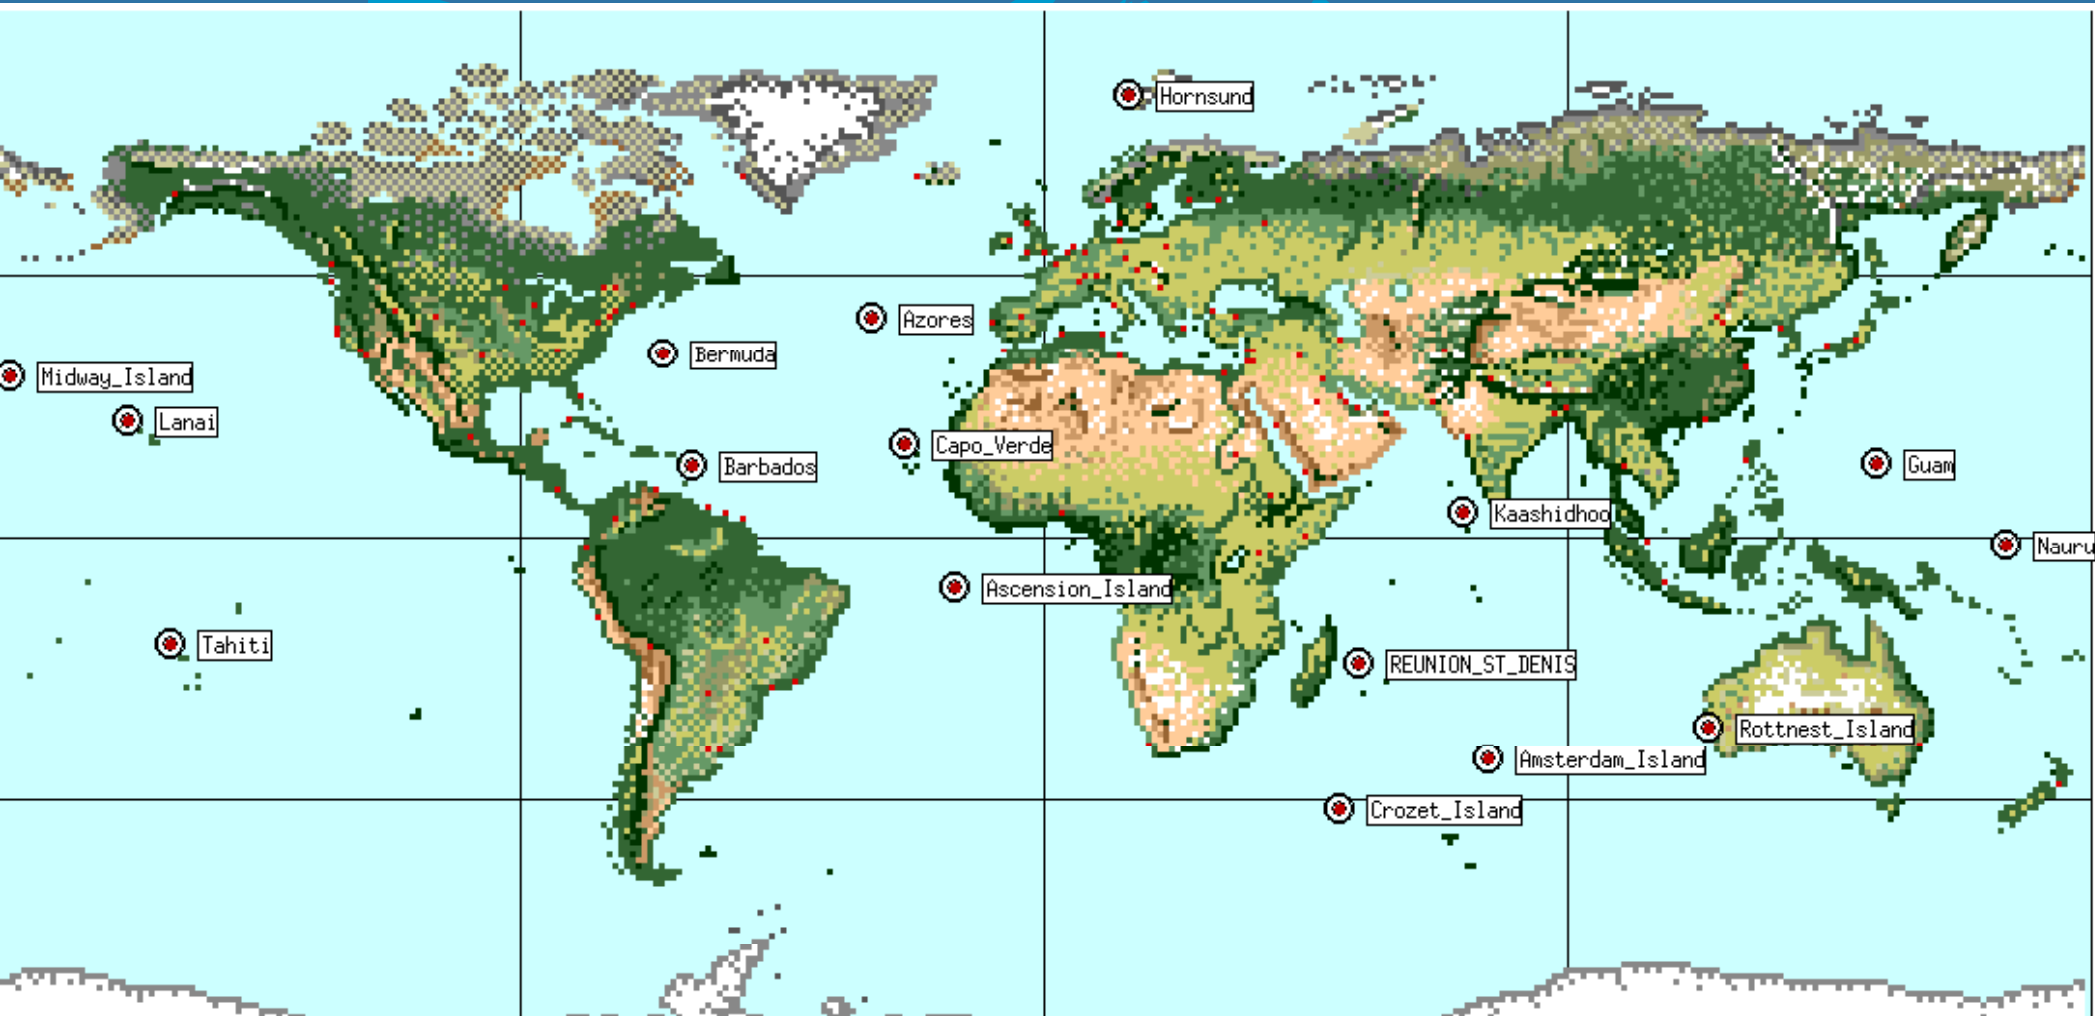 Hornsund
Azores
Bermuda
Midway_Island
Lanai
Capo_Verde
Barbados
Guam
Kaashidhoo
Nauru
Ascension_Island
Tahiti
REUNION_ST_DENIS
Rottnest_Island
Amsterdam_Island
Crozet_Island